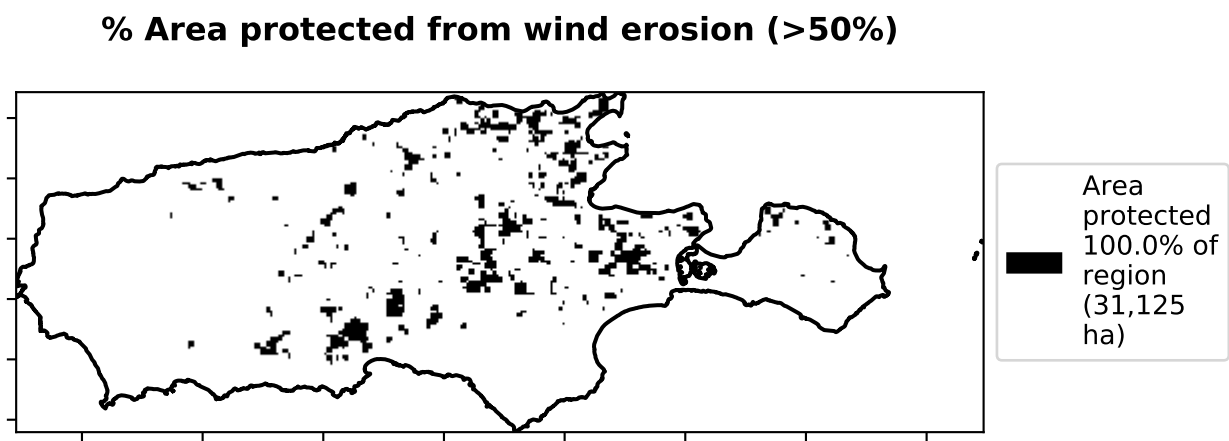 % Area protected from wind erosion (>50%)
Area
protected
100.0% of
region
(31,125
ha)